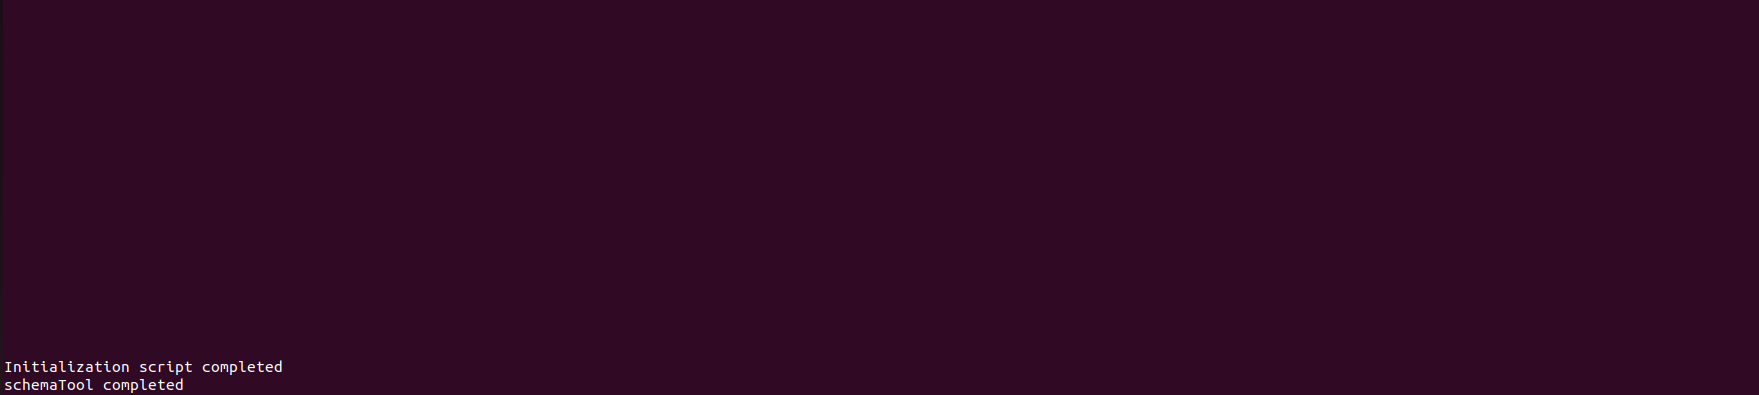 Initialization script completed
schemaTool completed